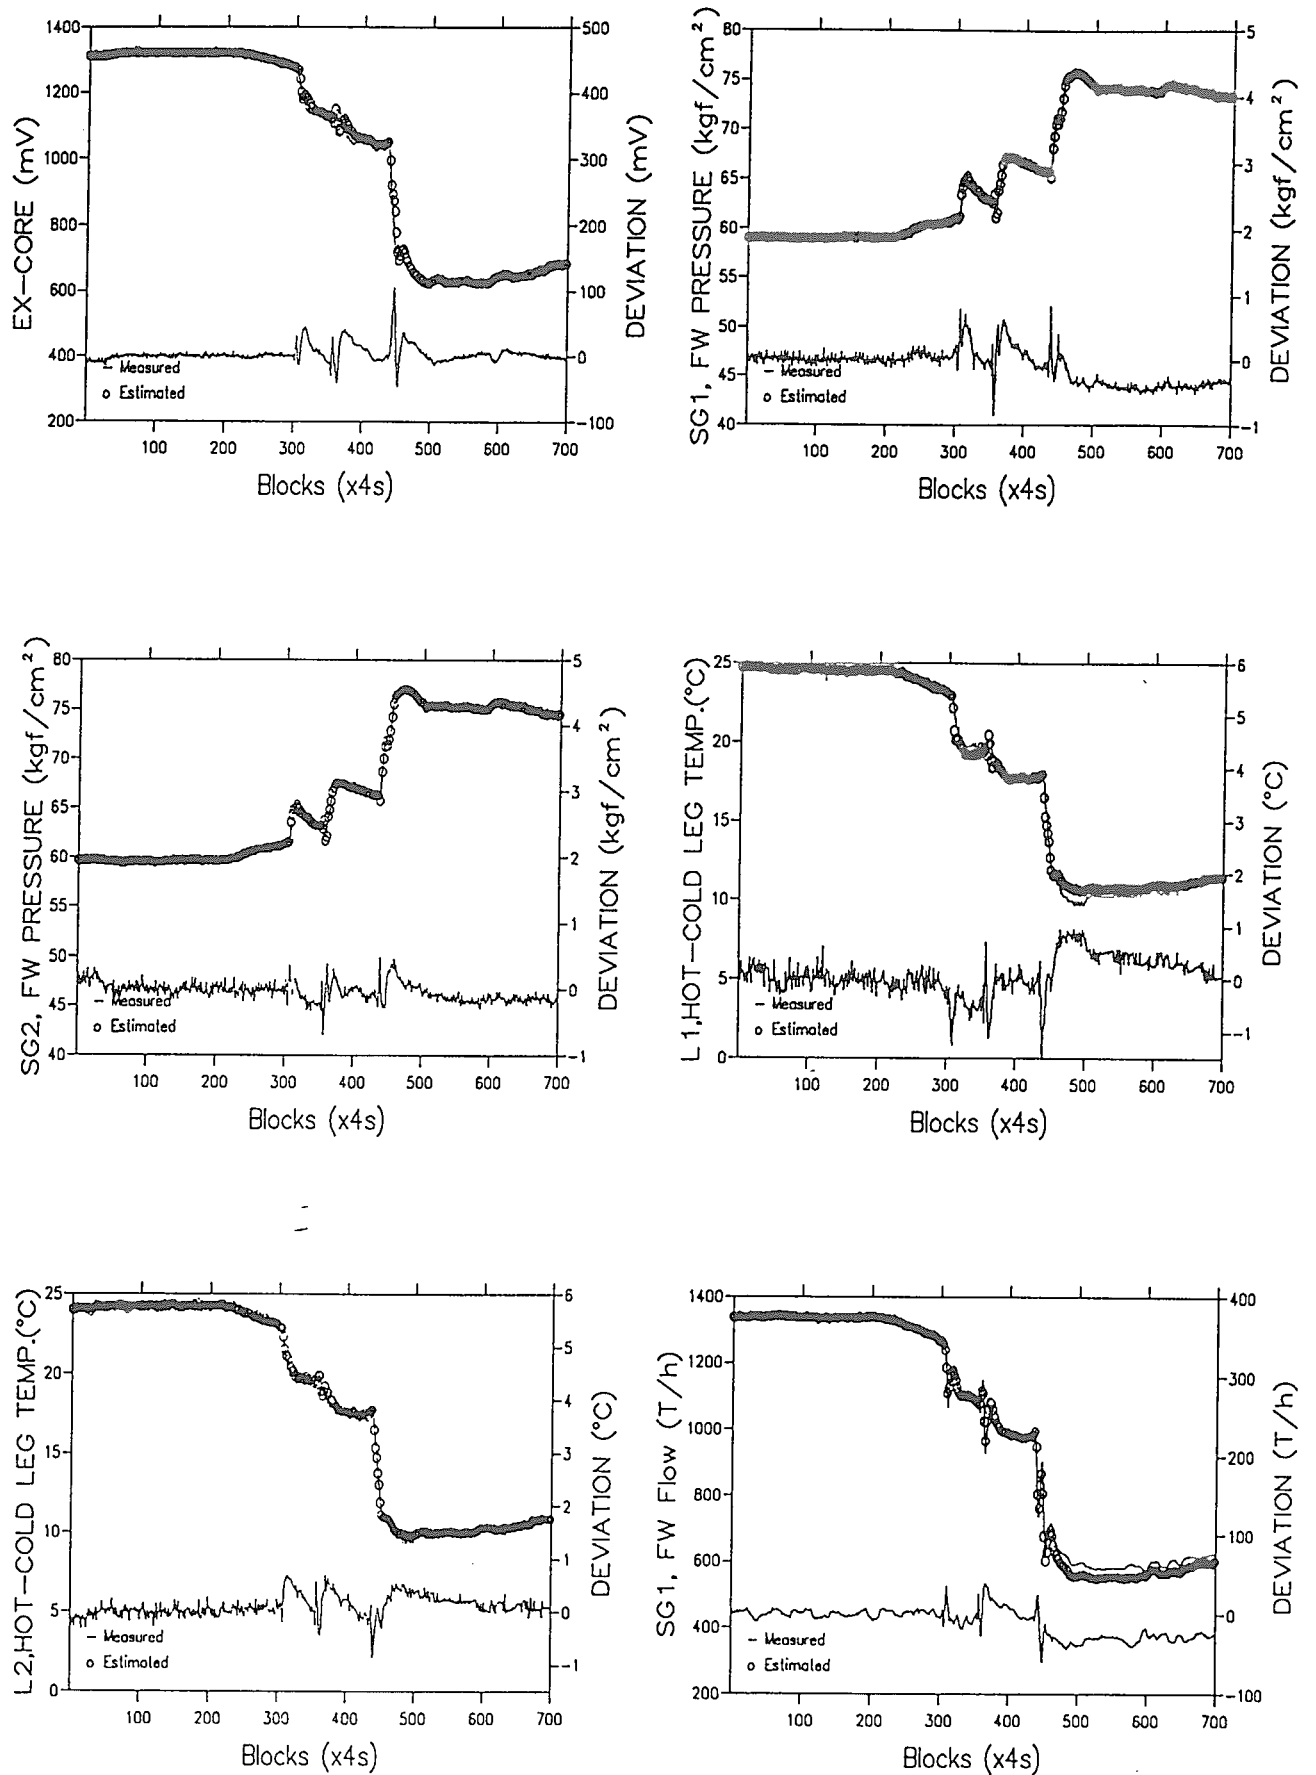 1400
1200
1000
800
600
400
200
500
400
300
200
100
0
-100
EX-CORE (mV)
DEVIATION (mV)
- Measured
o Estimated
100 200 300 400 500 600 700
Blocks (x4s)
80
75
70
65
60
55
50
45
40
5
4
3
2
1
0
-1
SG1, FW PRESSURE (kgf/cm²)
DEVIATION (kgf/cm²)
- Measured
o Estimated
100 200 300 400 500 600 700
Blocks (x4s)
80
75
70
65
60
55
50
45
40
5
4
3
2
1
0
-1
SG2, FW PRESSURE (kgf/cm²)
DEVIATION (kgf/cm²)
- Measured
o Estimated
100 200 300 400 500 600 700
Blocks (x4s)
25
20
15
10
5
0
6
5
4
3
2
1
0
-1
L1,HOT-COLD LEG TEMP.(°C)
DEVIATION (°C)
- Measured
o Estimated
100 200 300 400 500 600 700
Blocks (x4s)
25
20
15
10
5
0
6
5
4
3
2
1
0
-1
L2,HOT-COLD LEG TEMP.(°C)
DEVIATION (°C)
- Measured
o Estimated
100 200 300 400 500 600 700
Blocks (x4s)
1400
1200
1000
800
600
400
200
400
300
200
100
0
-100
SG1, FW Flow (T/h)
DEVIATION (T/h)
- Measured
o Estimated
100 200 300 400 500 600 700
Blocks (x4s)